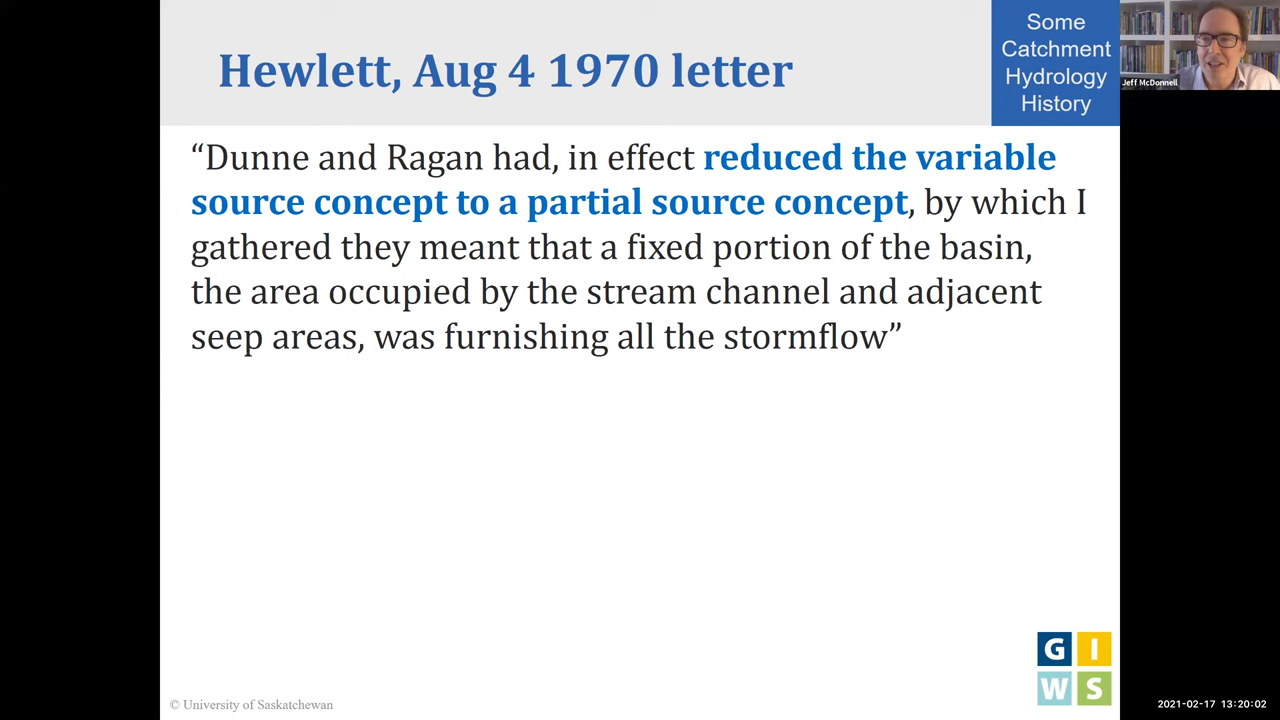 Hewlett, Aug 4 1970 letter
Some
Catchment
Hydrology
History
Jeff McDonnell
“Dunne and Ragan had, in effect reduced the variable
source concept to a partial source concept, by which I
gathered they meant that a fixed portion of the basin,
the area occupied by the stream channel and adjacent
seep areas, was furnishing all the stormflow”
G I
W S
© University of Saskatchewan
2021-02-17 13:20:02